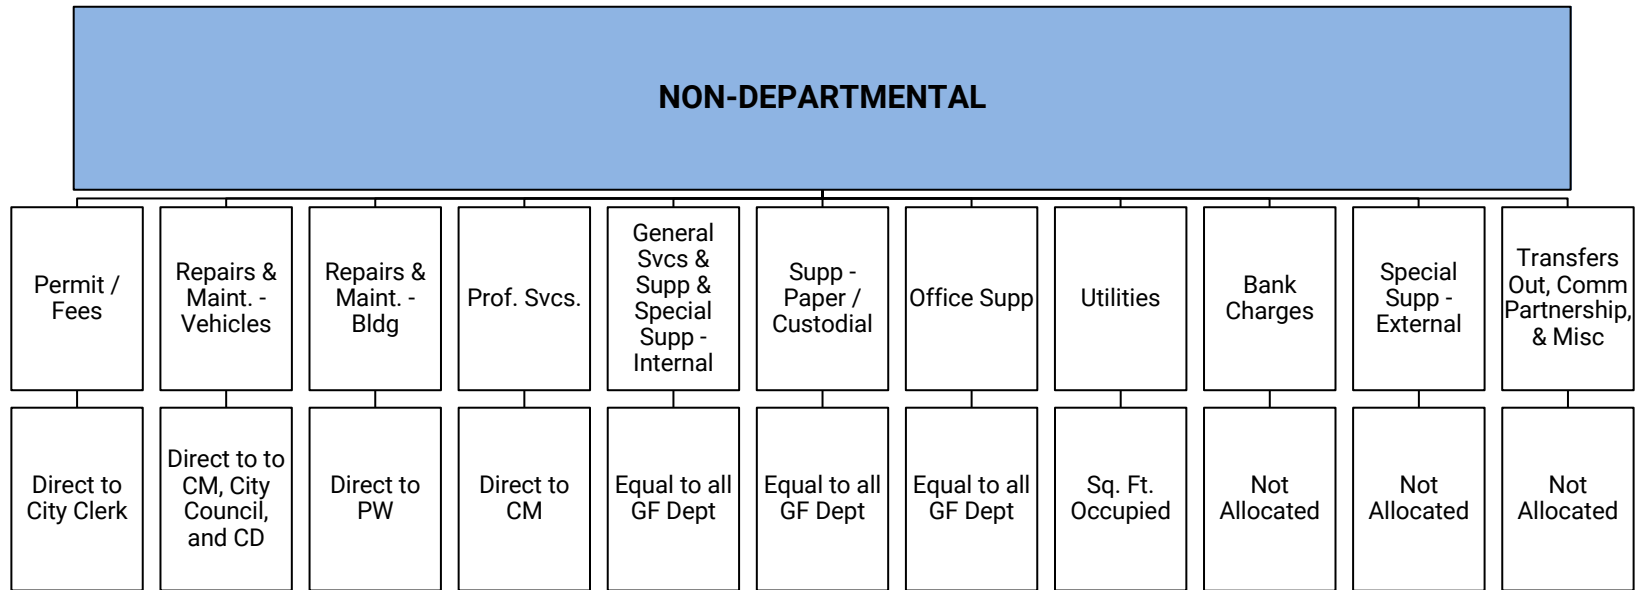 NON-DEPARTMENTAL
Permit /
Fees
Repairs &
Maint. -
Vehicles
Repairs &
Maint. -
Bldg
Prof. Svcs.
General
Svcs &
Supp &
Special
Supp -
Internal
Supp -
Paper /
Custodial
Office Supp
Utilities
Bank
Charges
Special
Supp -
External
Transfers
Out, Comm
Partnership,
& Misc
Direct to
City Clerk
Direct to to
CM, City
Council,
and CD
Direct to
PW
Direct to
CM
Equal to all
GF Dept
Equal to all
GF Dept
Equal to all
GF Dept
Sq. Ft.
Occupied
Not
Allocated
Not
Allocated
Not
Allocated